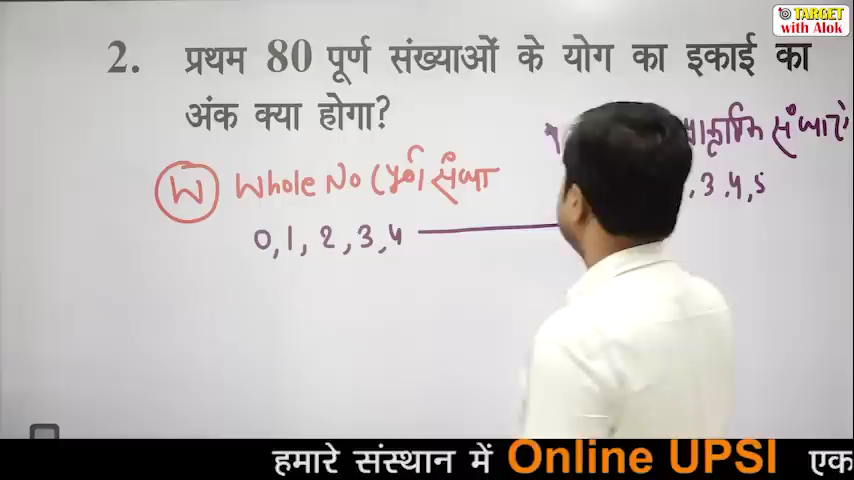 TARGET
with Alok
2. प्रथम 80 पूर्ण संख्याओं के योग का इकाई का
अंक क्या होगा?
W Whole No (पूर्ण संख्या
0, 1, 2, 3, 4
, 3, 4, 5
हमारे संस्थान में Online UPSI एक